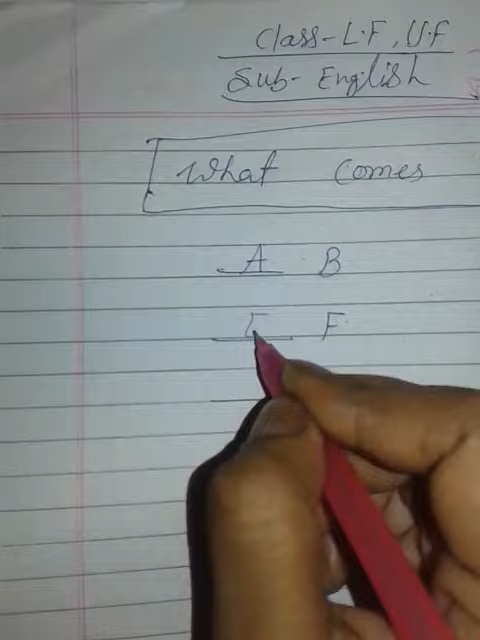 Class-L.F, U.F
Sub- English
What comes
A B
E F